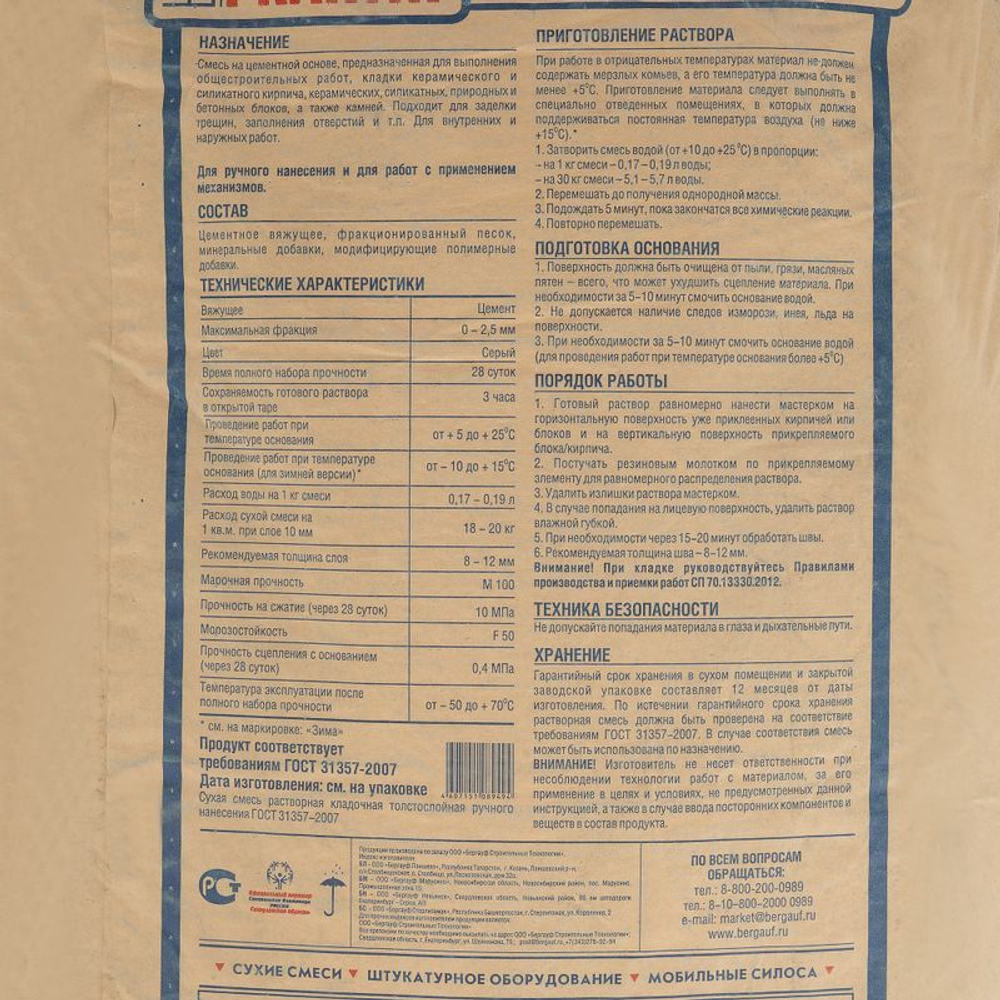 НАЗНАЧЕНИЕ
Смесь на цементной основе, предназначенная для выполнения
общестроительных работ, кладки керамического и
силикатного кирпича, керамических, силикатных, природных и
бетонных блоков, а также камней. Подходит для заделки
трещин, заполнения отверстий и т.п. Для внутренних и
наружных работ.
Для ручного нанесения и для работ с применением
механизмов.
СОСТАВ
Цементное вяжущее, фракционированный песок,
минеральные добавки, модифицирующие полимерные
добавки.
ТЕХНИЧЕСКИЕ ХАРАКТЕРИСТИКИ
Вяжущее Цемент
Максимальная фракция 0 – 2,5 мм
Цвет Серый
Время полного набора прочности 28 суток
Сохраняемость готового раствора
в открытой таре 3 часа
Проведение работ при
температуре основания от + 5 до + 25°С
Проведение работ при температуре
основания (для зимней версии)* от – 10 до + 15°С
Расход воды на 1 кг смеси 0,17 – 0,19 л
Расход сухой смеси на
1 кв.м. при слое 10 мм 18 – 20 кг
Рекомендуемая толщина слоя 8 – 12 мм
Марочная прочность М 100
Прочность на сжатие (через 28 суток) 10 МПа
Морозостойкость F 50
Прочность сцепления с основанием
(через 28 суток) 0,4 МПа
Температура эксплуатации после
полного набора прочности от – 50 до + 70°С
* см. на маркировке: «Зима»
Продукт соответствует
требованиям ГОСТ 31357-2007
Дата изготовления: см. на упаковке
Сухая смесь растворная кладочная толстослойная ручного
нанесения ГОСТ 31357–2007
ПРИГОТОВЛЕНИЕ РАСТВОРА
При работе в отрицательных температурах материал не должен
содержать мерзлых комьев, а его температура должна быть не
менее +5°С. Приготовление материала следует выполнять в
специально отведенных помещениях, в которых должна
поддерживаться постоянная температура воздуха (не ниже
+15°С).*
1. Затворить смесь водой (от +10 до +25 °С) в пропорции:
- на 1 кг смеси – 0,17 – 0,19 л воды;
- на 30 кг смеси – 5,1 – 5,7 л воды.
2. Перемешать до получения однородной массы.
3. Подождать 5 минут, пока закончатся все химические реакции.
4. Повторно перемешать.
ПОДГОТОВКА ОСНОВАНИЯ
1. Поверхность должна быть очищена от пыли, грязи, масляных
пятен – всего, что может ухудшить сцепление материала. При
необходимости за 5–10 минут смочить основание водой.
2. Не допускается наличие следов изморози, инея, льда на
поверхности.
3. При необходимости за 5–10 минут смочить основание водой
(для проведения работ при температуре основания более +5°С)
ПОРЯДОК РАБОТЫ
1. Готовый раствор равномерно нанести мастерком на
горизонтальную поверхность уже приклеенных кирпичей или
блоков и на вертикальную поверхность прикрепляемого
блока/кирпича.
2. Постучать резиновым молотком по прикрепляемому
элементу для равномерного распределения раствора.
3. Удалить излишки раствора мастерком.
4. В случае попадания на лицевую поверхность, удалить раствор
влажной губкой.
5. При необходимости через 15–20 минут обработать швы.
6. Рекомендуемая толщина шва – 8–12 мм.
Внимание! При кладке руководствуйтесь Правилами
производства и приемки работ СП 70.13330.2012.
ТЕХНИКА БЕЗОПАСНОСТИ
Не допускайте попадания материала в глаза и дыхательные пути.
ХРАНЕНИЕ
Гарантийный срок хранения в сухом помещении и закрытой
заводской упаковке составляет 12 месяцев от даты
изготовления. По истечении гарантийного срока хранения
растворная смесь должна быть проверена на соответствие
требованиям ГОСТ 31357–2007. В случае соответствия смесь
может быть использована по назначению.
ВНИМАНИЕ! Изготовитель не несет ответственности при
несоблюдении технологии работ с материалом, за его
применение в целях и условиях, не предусмотренных данной
инструкцией, а также в случае ввода посторонних компонентов и
веществ в состав продукта.
РСТ
Продукция произведена по заказу ООО «Бергауф Строительные Технологии».
ПО ВСЕМ ВОПРОСАМ
ОБРАЩАТЬСЯ:
тел.: 8-800-200-0989
тел.: 8–10–800-2000 0989
e-mail: market@bergauf.ru
www.bergauf.ru
СУХИЕ СМЕСИ ШТУКАТУРНОЕ ОБОРУДОВАНИЕ МОБИЛЬНЫЕ СИЛОСА